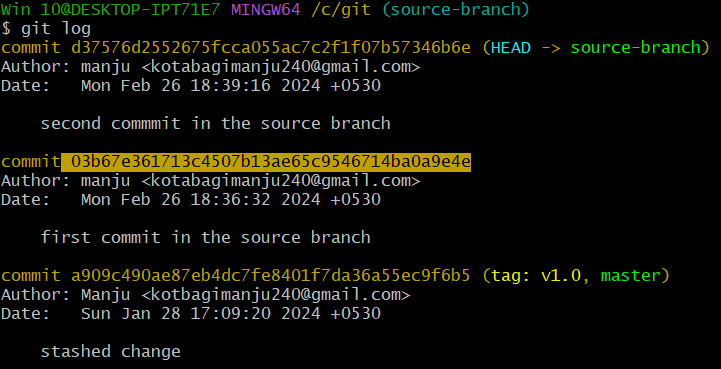 Win 10@DESKTOP-IPT71E7 MINGW64 /c/git (source-branch)
$ git log
commit d37576d2552675fcca055ac7c2f1f07b57346b6e (HEAD -> source-branch)
Author: manju <kotabagimanju240@gmail.com>
Date:   Mon Feb 26 18:39:16 2024 +0530
    second commmit in the source branch
commit 03b67e361713c4507b13ae65c9546714ba0a9e4e
Author: manju <kotabagimanju240@gmail.com>
Date:   Mon Feb 26 18:36:32 2024 +0530
    first commit in the source branch
commit a909c490ae87eb4dc7fe8401f7da36a55ec9f6b5 (tag: v1.0, master)
Author: Manju <kotbagimanju240@gmail.com>
Date:   Sun Jan 28 17:09:20 2024 +0530
    stashed change